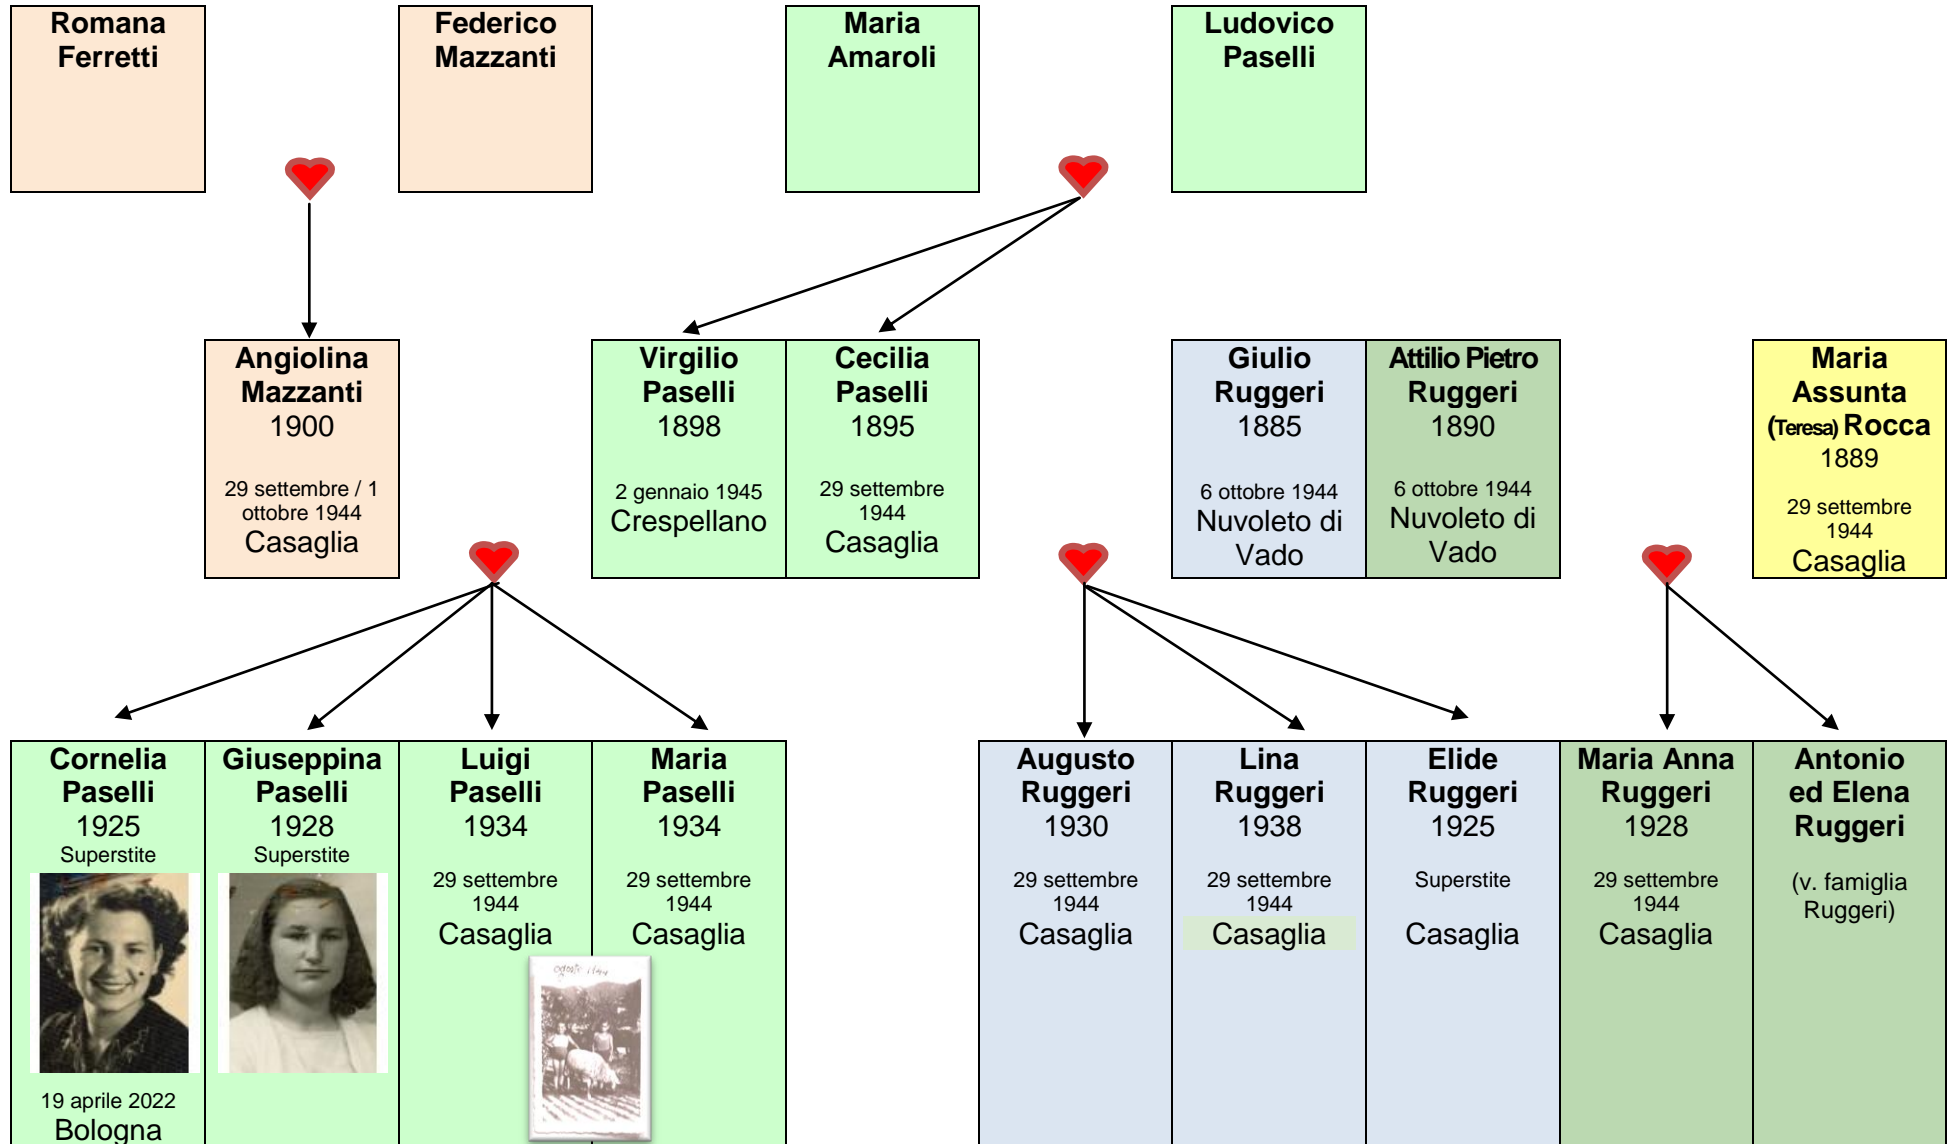 Romana
Ferretti
Federico
Mazzanti
Maria
Amaroli
Ludovico
Paselli
Angiolina
Mazzanti
1900
29 settembre / 1
ottobre 1944
Casaglia
Virgilio
Paselli
1898
2 gennaio 1945
Crespellano
Cecilia
Paselli
1895
29 settembre
1944
Casaglia
Giulio
Ruggeri
1885
6 ottobre 1944
Nuvoleto di
Vado
Attilio Pietro
Ruggeri
1890
6 ottobre 1944
Nuvoleto di
Vado
Maria
Assunta
(Teresa) Rocca
1889
29 settembre
1944
Casaglia
Cornelia
Paselli
1925
Superstite
19 aprile 2022
Bologna
Giuseppina
Paselli
1928
Superstite
Luigi
Paselli
1934
29 settembre
1944
Casaglia
Maria
Paselli
1934
29 settembre
1944
Casaglia
agosto 1944
Augusto
Ruggeri
1930
29 settembre
1944
Casaglia
Lina
Ruggeri
1938
29 settembre
1944
Casaglia
Elide
Ruggeri
1925
Superstite
Casaglia
Maria Anna
Ruggeri
1928
29 settembre
1944
Casaglia
Antonio
ed Elena
Ruggeri
(v. famiglia
Ruggeri)